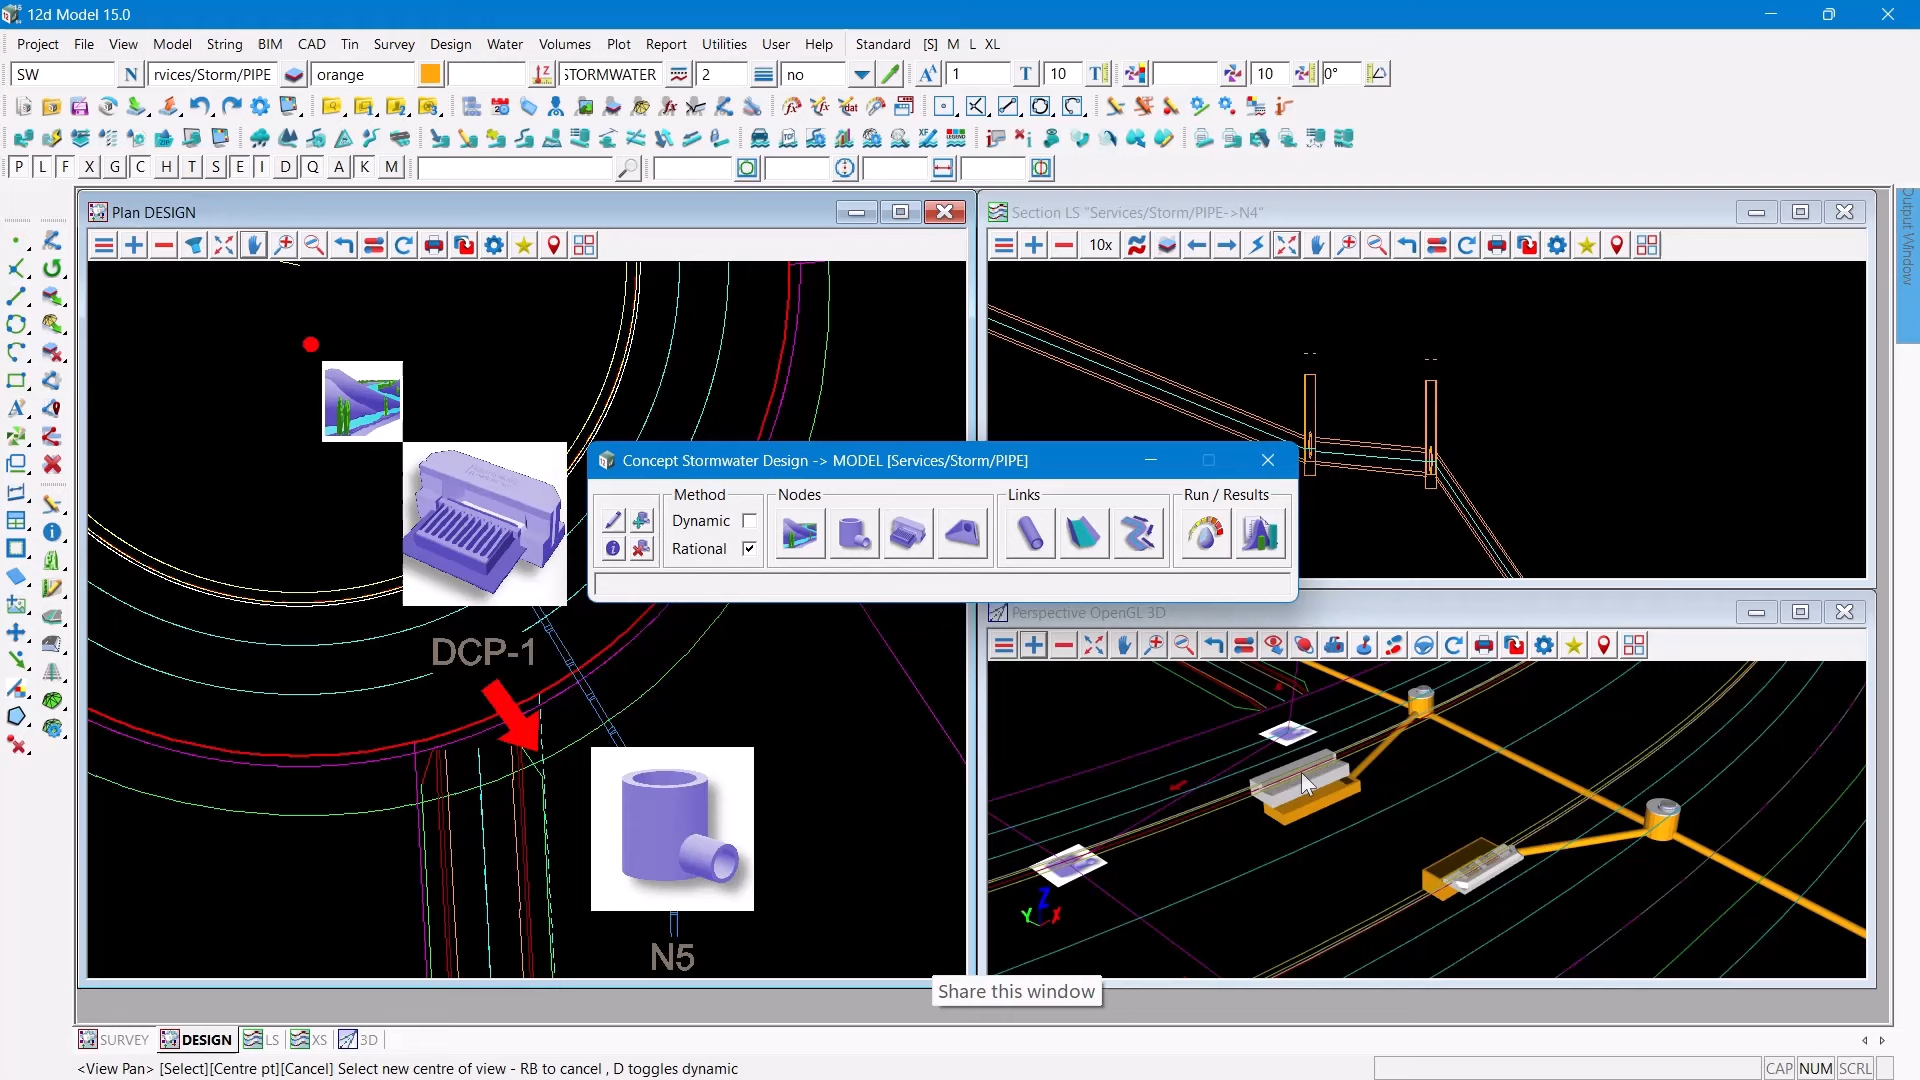 12d Model 15.0
Project File View Model String BIM CAD Tin Survey Design Water Volumes Plot Report Utilities User Help Standard [S] M L XL
SW N rvices/Storm/PIPE orange STORMWATER 2 no 1 T 10 T 10 0°
P L F X G C H T S E I D Q A K M
Plan DESIGN
Section LS "Services/Storm/PIPE->N4"
10x
Concept Stormwater Design -> MODEL [Services/Storm/PIPE]
Method Nodes Links Run / Results
Dynamic
Rational
DCP-1
N5
Perspective OpenGL 3D
Z
Y X
Output Window
Share this window
SURVEY DESIGN LS XS 3D
<View Pan> [Select][Centre pt][Cancel] Select new centre of view - RB to cancel , D toggles dynamic
CAP NUM SCRL